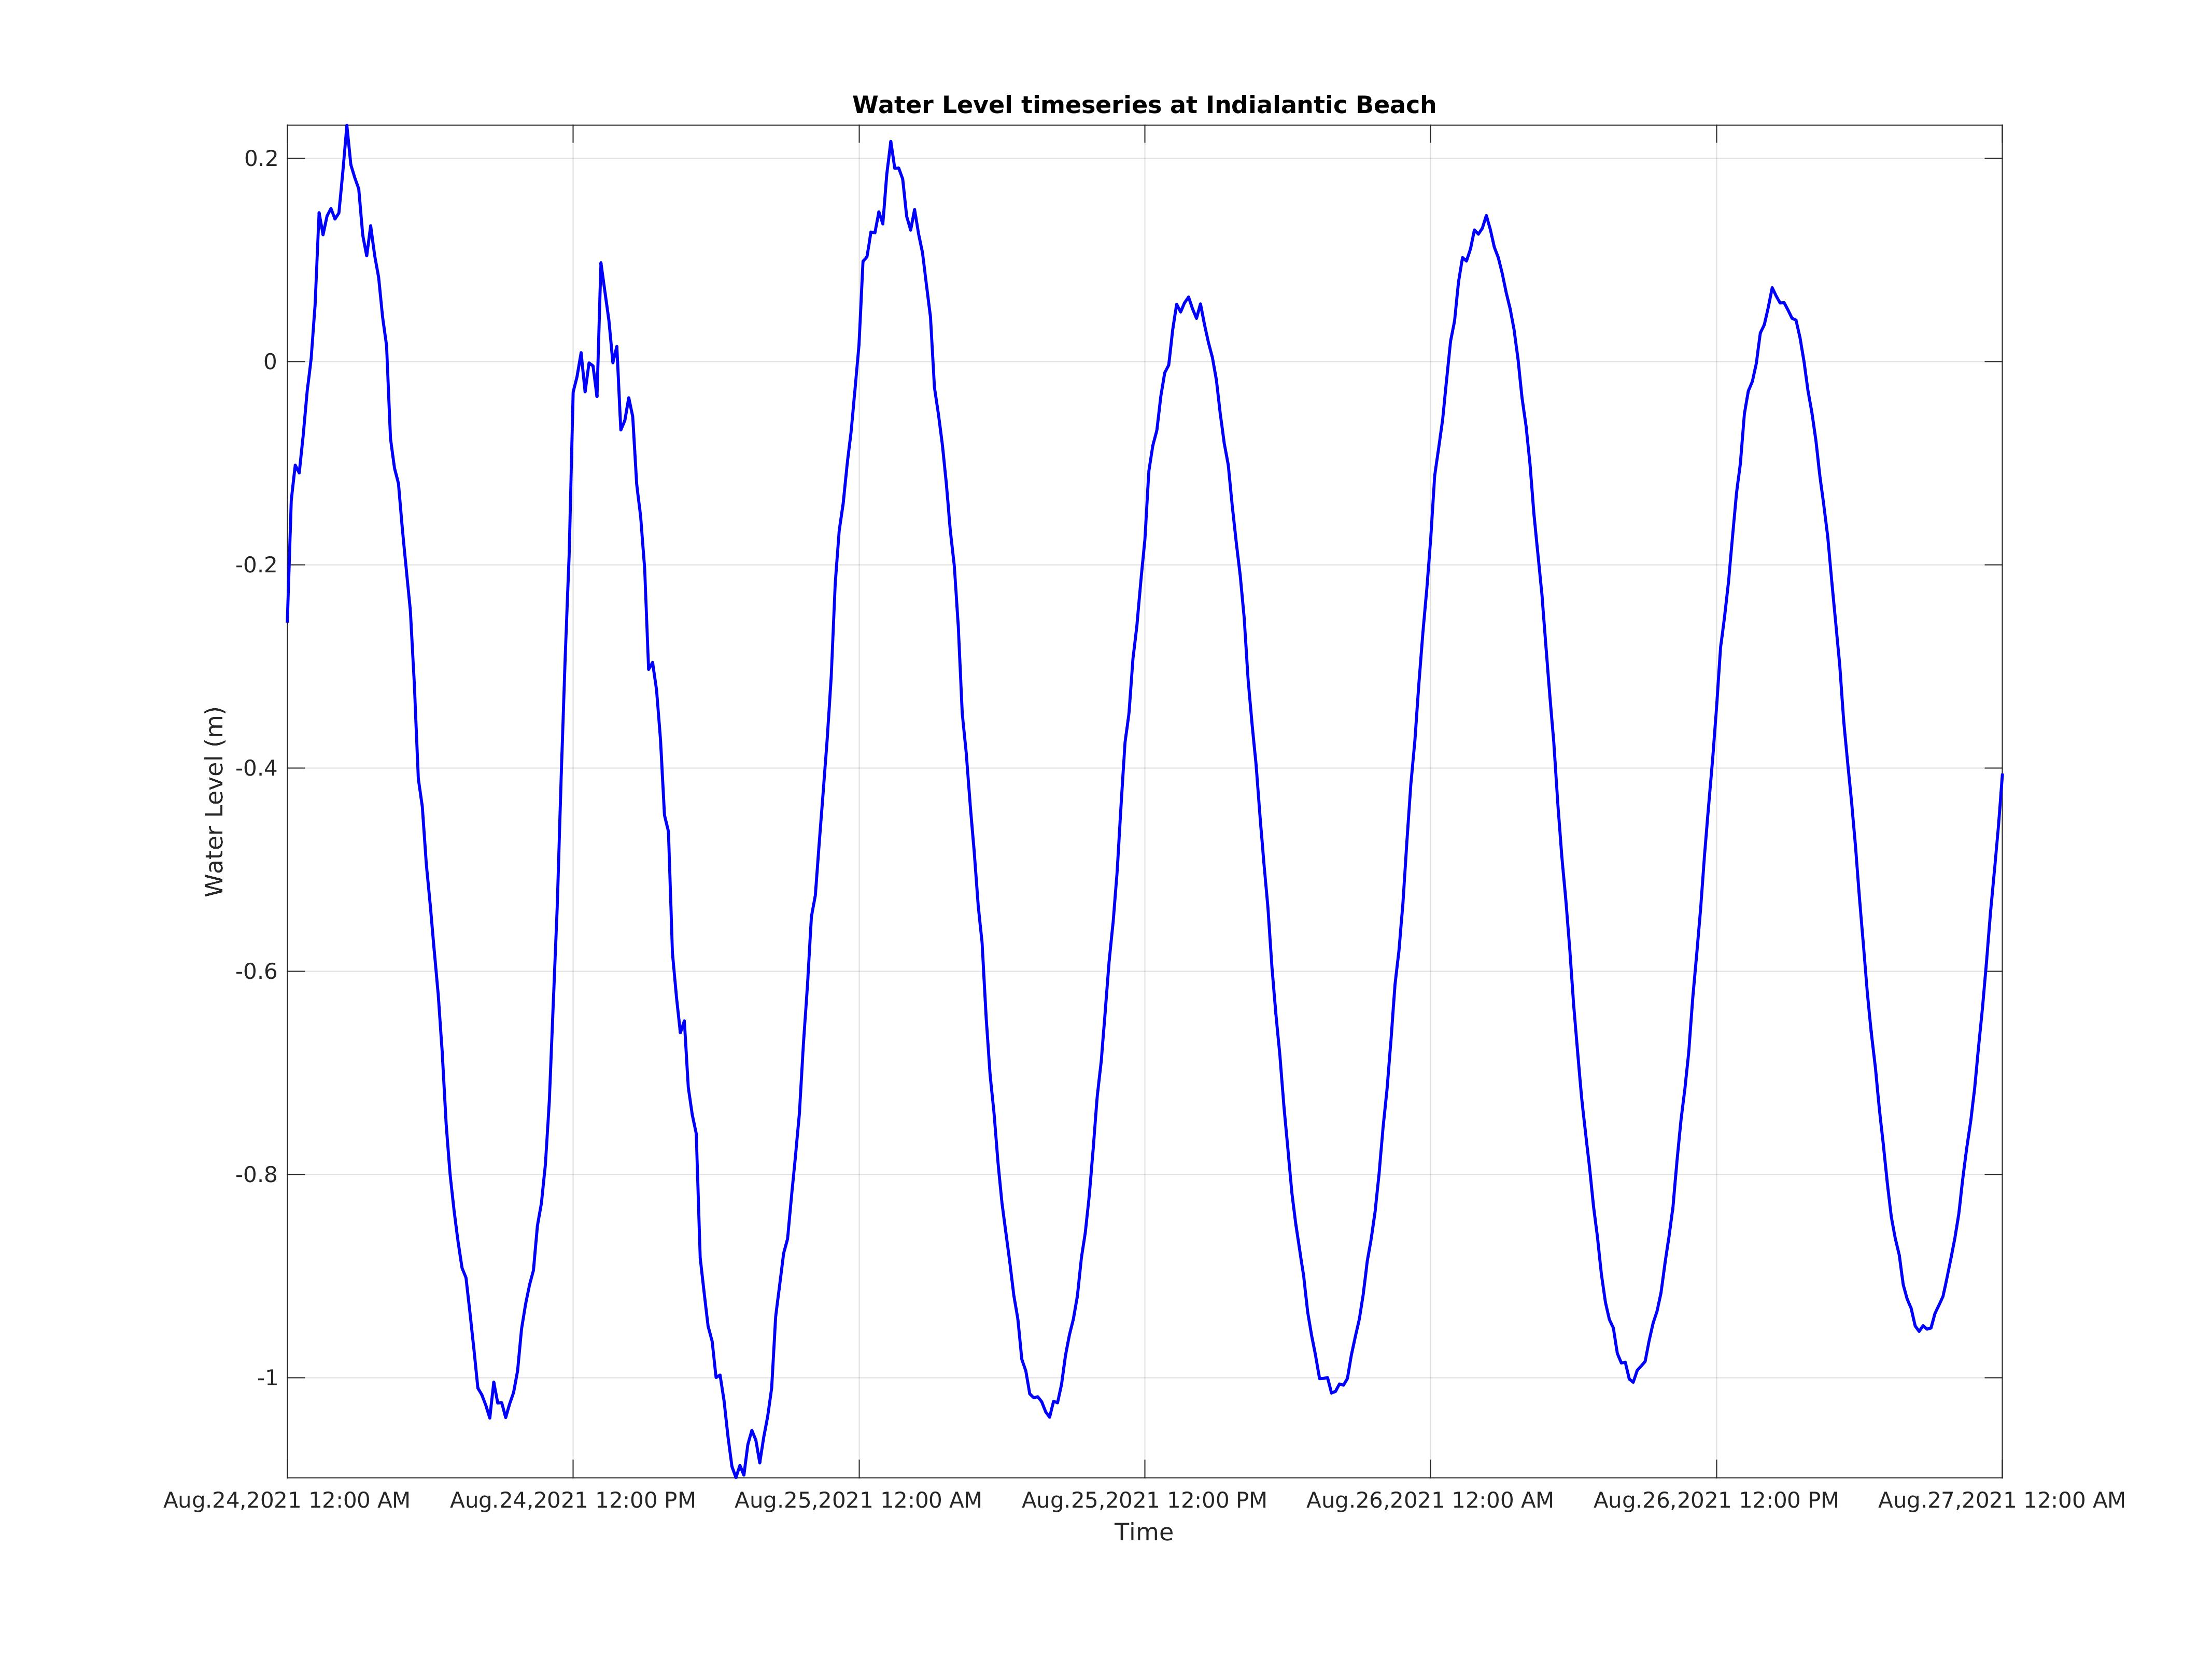 Water Level timeseries at Indialantic Beach
0.2
0
-0.2
-0.4
-0.6
-0.8
-1
Water Level (m)
Aug.24,2021 12:00 AM
Aug.24,2021 12:00 PM
Aug.25,2021 12:00 AM
Aug.25,2021 12:00 PM
Aug.26,2021 12:00 AM
Aug.26,2021 12:00 PM
Aug.27,2021 12:00 AM
Time